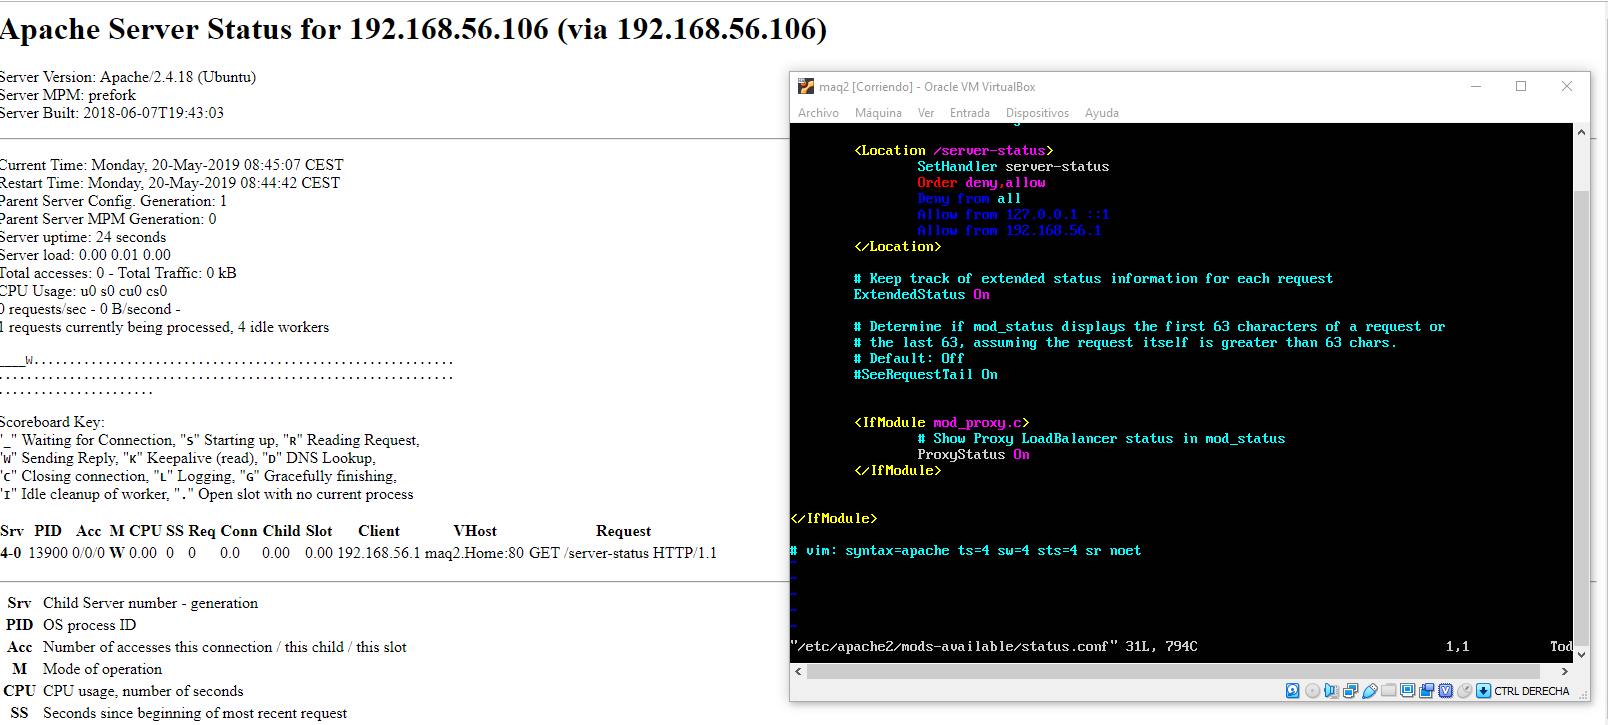 Apache Server Status for 192.168.56.106 (via 192.168.56.106)
Server Version: Apache/2.4.18 (Ubuntu)
Server MPM: prefork
Server Built: 2018-06-07T19:43:03
Current Time: Monday, 20-May-2019 08:45:07 CEST
Restart Time: Monday, 20-May-2019 08:44:42 CEST
Parent Server Config. Generation: 1
Parent Server MPM Generation: 0
Server uptime: 24 seconds
Server load: 0.00 0.01 0.00
Total accesses: 0 - Total Traffic: 0 kB
CPU Usage: u0 s0 cu0 cs0
0 requests/sec - 0 B/second -
1 requests currently being processed, 4 idle workers
____W...........................................................
................................................................
......................
Scoreboard Key:
"_" Waiting for Connection, "S" Starting up, "R" Reading Request,
"W" Sending Reply, "K" Keepalive (read), "D" DNS Lookup,
"C" Closing connection, "L" Logging, "G" Gracefully finishing,
"I" Idle cleanup of worker, "." Open slot with no current process
Srv PID Acc M CPU SS Req Conn Child Slot Client VHost Request
4-0 13900 0/0/0 W 0.00 0 0 0.0 0.00 0.00 192.168.56.1 maq2.Home:80 GET /server-status HTTP/1.1
Srv Child Server number - generation
PID OS process ID
Acc Number of accesses this connection / this child / this slot
M Mode of operation
CPU CPU usage, number of seconds
SS Seconds since beginning of most recent request
maq2 [Corriendo] - Oracle VM VirtualBox
Archivo Máquina Ver Entrada Dispositivos Ayuda
<Location /server-status>
SetHandler server-status
Order deny,allow
Deny from all
Allow from 127.0.0.1 ::1
Allow from 192.168.56.1
</Location>
# Keep track of extended status information for each request
ExtendedStatus On
# Determine if mod_status displays the first 63 characters of a request or
# the last 63, assuming the request itself is greater than 63 chars.
# Default: Off
#SeeRequestTail On
<IfModule mod_proxy.c>
# Show Proxy LoadBalancer status in mod_status
ProxyStatus On
</IfModule>
</IfModule>
# vim: syntax=apache ts=4 sw=4 sts=4 sr noet
~
~
~
~
~
"/etc/apache2/mods-available/status.conf" 31L, 794C 1,1 Tod
CTRL DERECHA